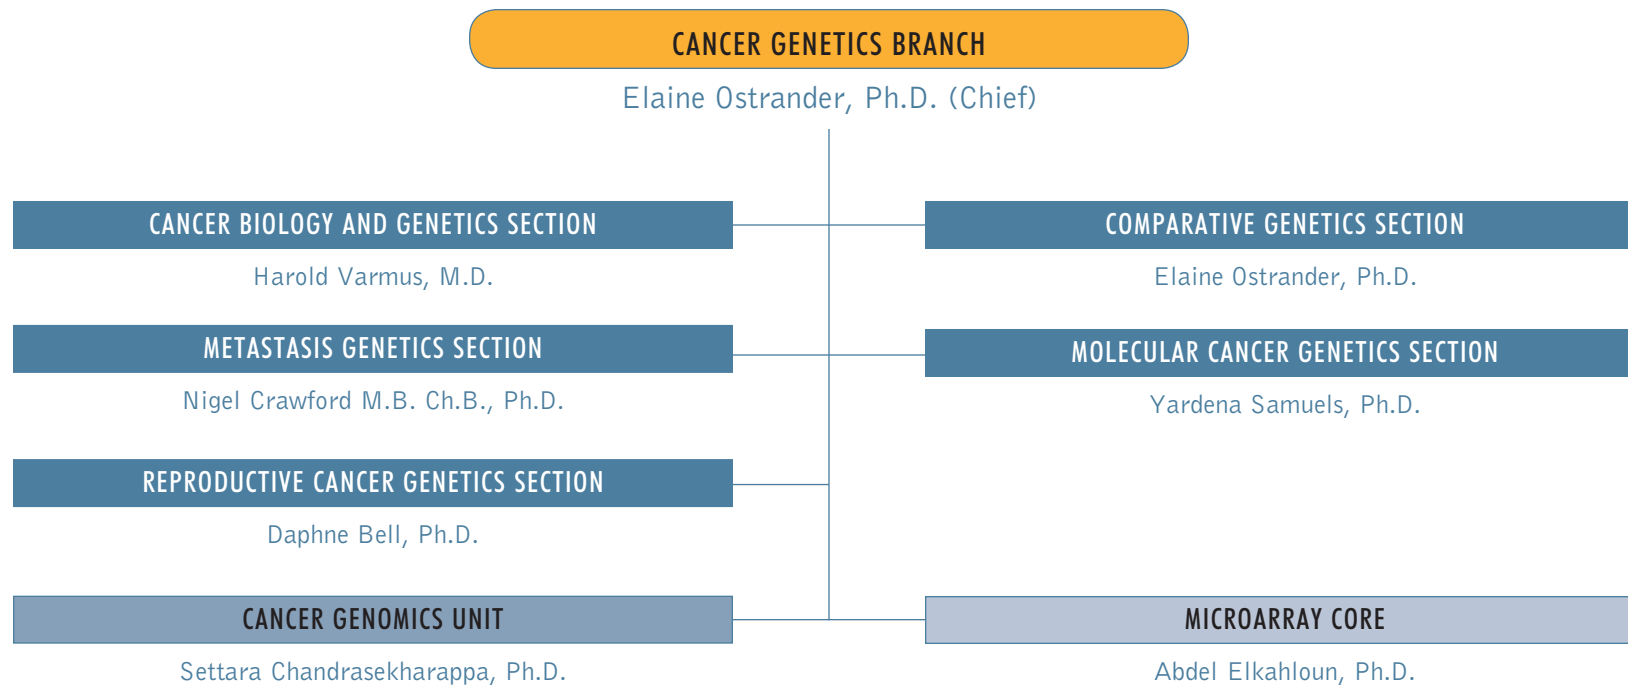 CANCER GENETICS BRANCH
Elaine Ostrander, Ph.D. (Chief)
CANCER BIOLOGY AND GENETICS SECTION
Harold Varmus, M.D.
COMPARATIVE GENETICS SECTION
Elaine Ostrander, Ph.D.
METASTASIS GENETICS SECTION
Nigel Crawford M.B. Ch.B., Ph.D.
MOLECULAR CANCER GENETICS SECTION
Yardena Samuels, Ph.D.
REPRODUCTIVE CANCER GENETICS SECTION
Daphne Bell, Ph.D.
CANCER GENOMICS UNIT
Settara Chandrasekharappa, Ph.D.
MICROARRAY CORE
Abdel Elkahloun, Ph.D.